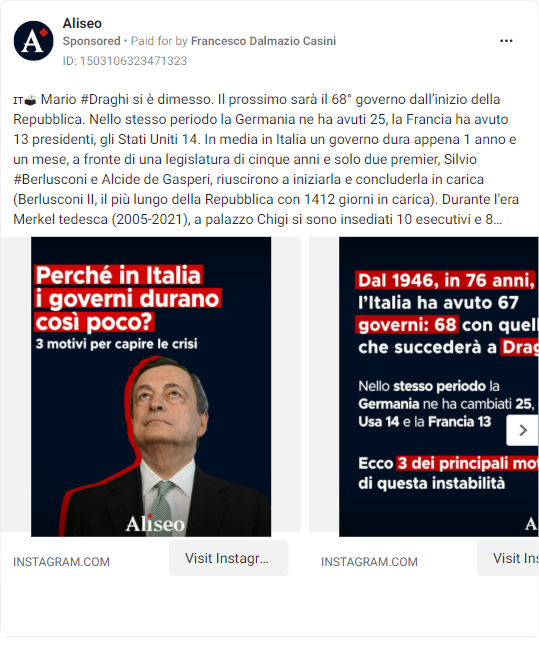 Aliseo
Sponsored • Paid for by Francesco Dalmazio Casini
ID: 1503106323471323
IT🗳 Mario #Draghi si è dimesso. Il prossimo sarà il 68° governo dall'inizio della
Repubblica. Nello stesso periodo la Germania ne ha avuti 25, la Francia ha avuto
13 presidenti, gli Stati Uniti 14. In media in Italia un governo dura appena 1 anno e
un mese, a fronte di una legislatura di cinque anni e solo due premier, Silvio
#Berlusconi e Alcide de Gasperi, riuscirono a iniziarla e concluderla in carica
(Berlusconi II, il più lungo della Repubblica con 1412 giorni in carica). Durante l'era
Merkel tedesca (2005-2021), a palazzo Chigi si sono insediati 10 esecutivi e 8...
Perché in Italia
i governi durano
così poco?
3 motivi per capire le crisi
Aliseo
Dal 1946, in 76 anni,
l'Italia ha avuto 67
governi: 68 con quel
che succederà a Drag
Nello stesso periodo la
Germania ne ha cambiati 25,
Usa 14 e la Francia 13
Ecco 3 dei principali mo
di questa instabilità
A
INSTAGRAM.COM
Visit Instagr...
INSTAGRAM.COM
Visit Ins